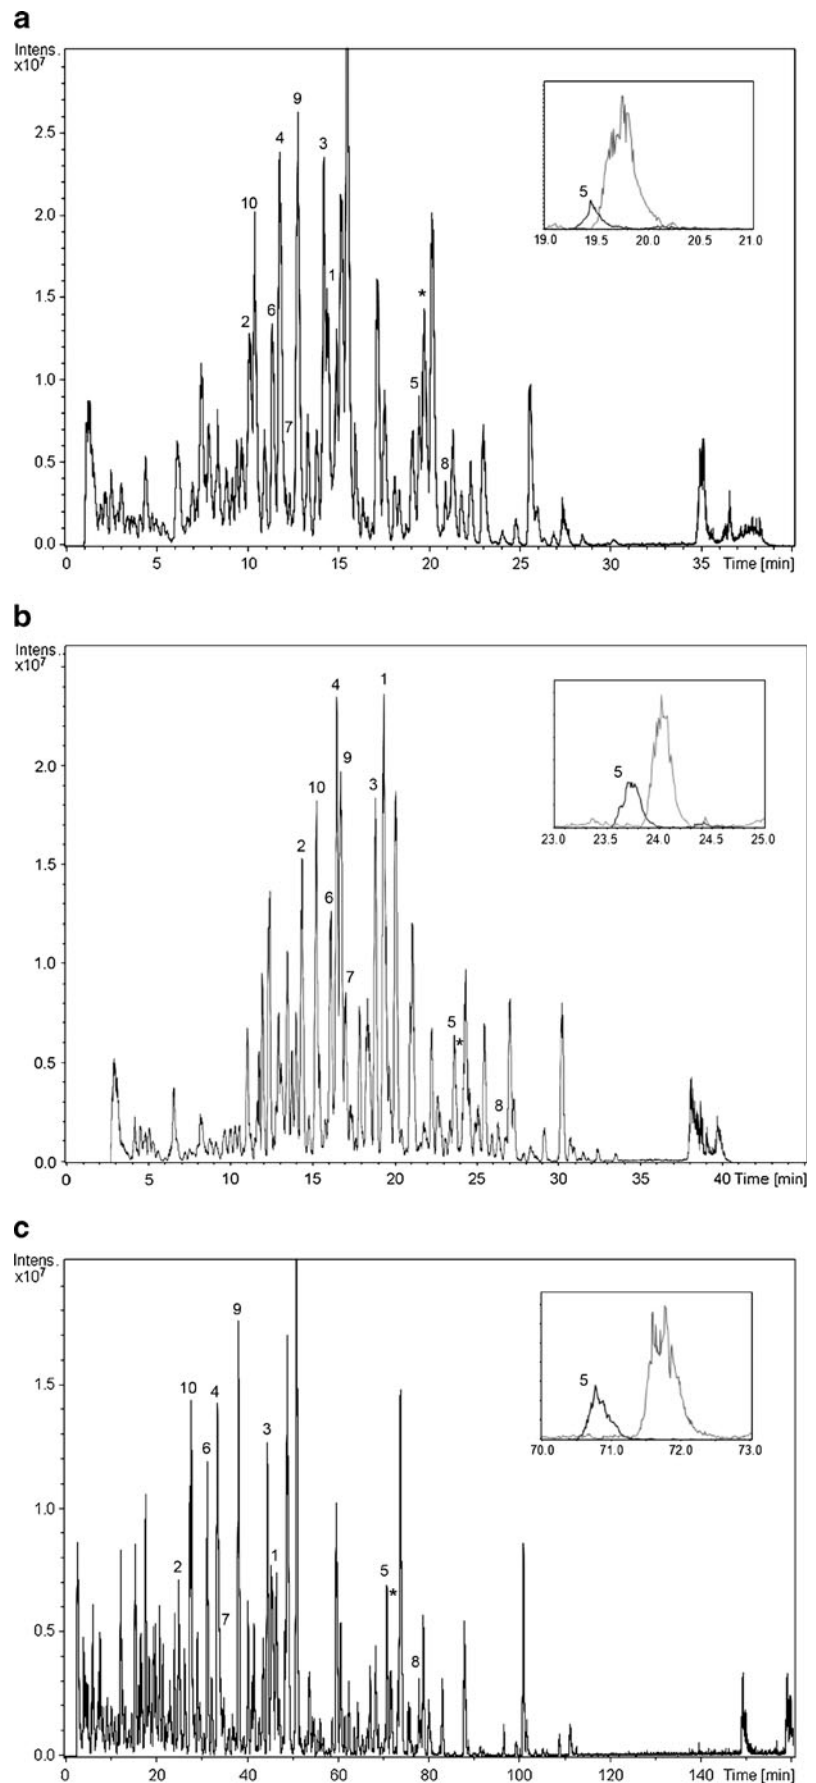 a
Intens.
x10⁷
2.5
2.0
1.5
1.0
0.5
0.0
0 5 10 15 20 25 30 35 Time [min]
2 10 6 4 7 9 3 1 5 * 8
5
19.0 19.5 20.0 20.5 21.0
b
Intens.
x10⁷
2.0
1.5
1.0
0.5
0.0
0 5 10 15 20 25 30 35 40 Time [min]
2 10 6 4 9 7 3 1 5 * 8
5
23.0 23.5 24.0 24.5 25.0
c
Intens.
x10⁷
1.5
1.0
0.5
0.0
0 20 40 60 80 100 120 140 Time [min]
2 10 6 4 7 9 3 1 5 * 8
5
70.0 71.0 72.0 73.0